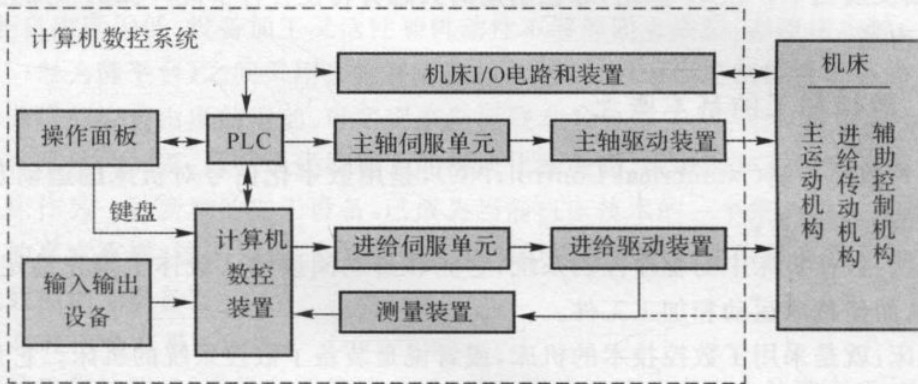 计算机数控系统
机床I/O电路和装置
机床
操作面板
PLC
主轴伺服单元
主轴驱动装置
主运动机构
进给传动机构
辅助控制机构
键盘
计算机
数控
装置
进给伺服单元
进给驱动装置
输入输出
设备
测量装置